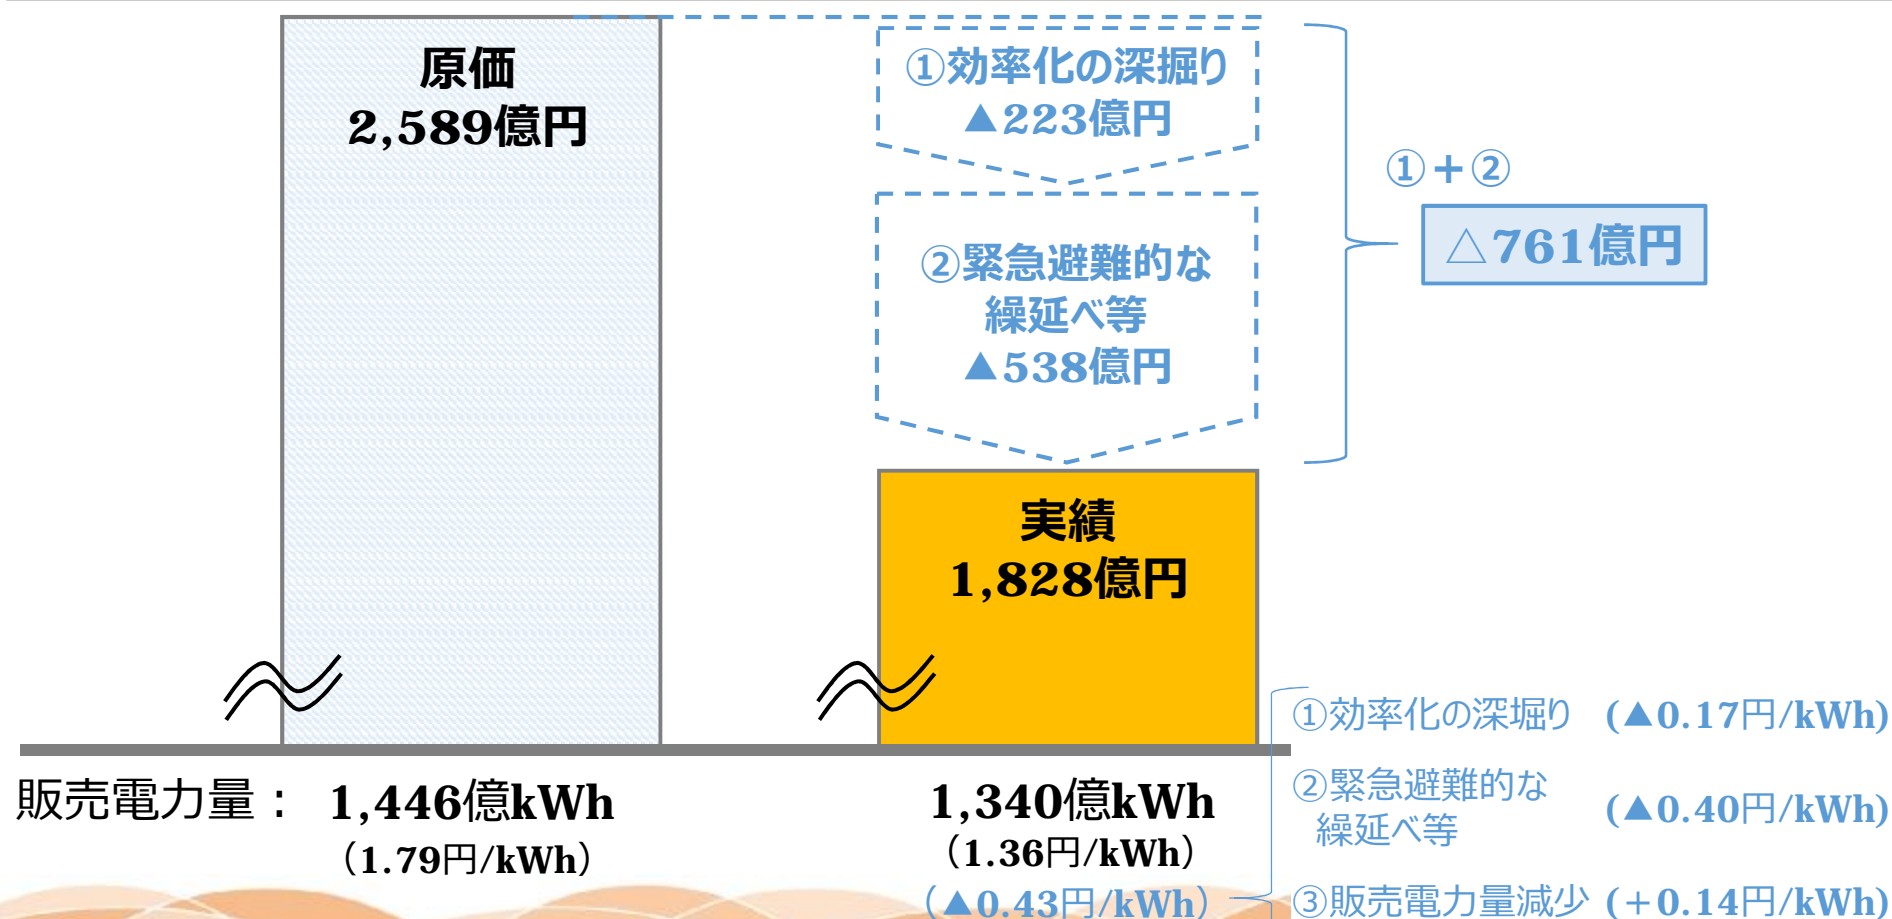 原価
2,589億円
①効率化の深掘り
▲223億円
②緊急避難的な
繰延べ等
▲538億円
①+②
△761億円
実績
1,828億円
販売電力量： 1,446億kWh
（1.79円/kWh）
1,340億kWh
（1.36円/kWh）
（▲0.43円/kWh）
①効率化の深堀り (▲0.17円/kWh)
②緊急避難的な
繰延べ等 (▲0.40円/kWh)
③販売電力量減少 (+0.14円/kWh)